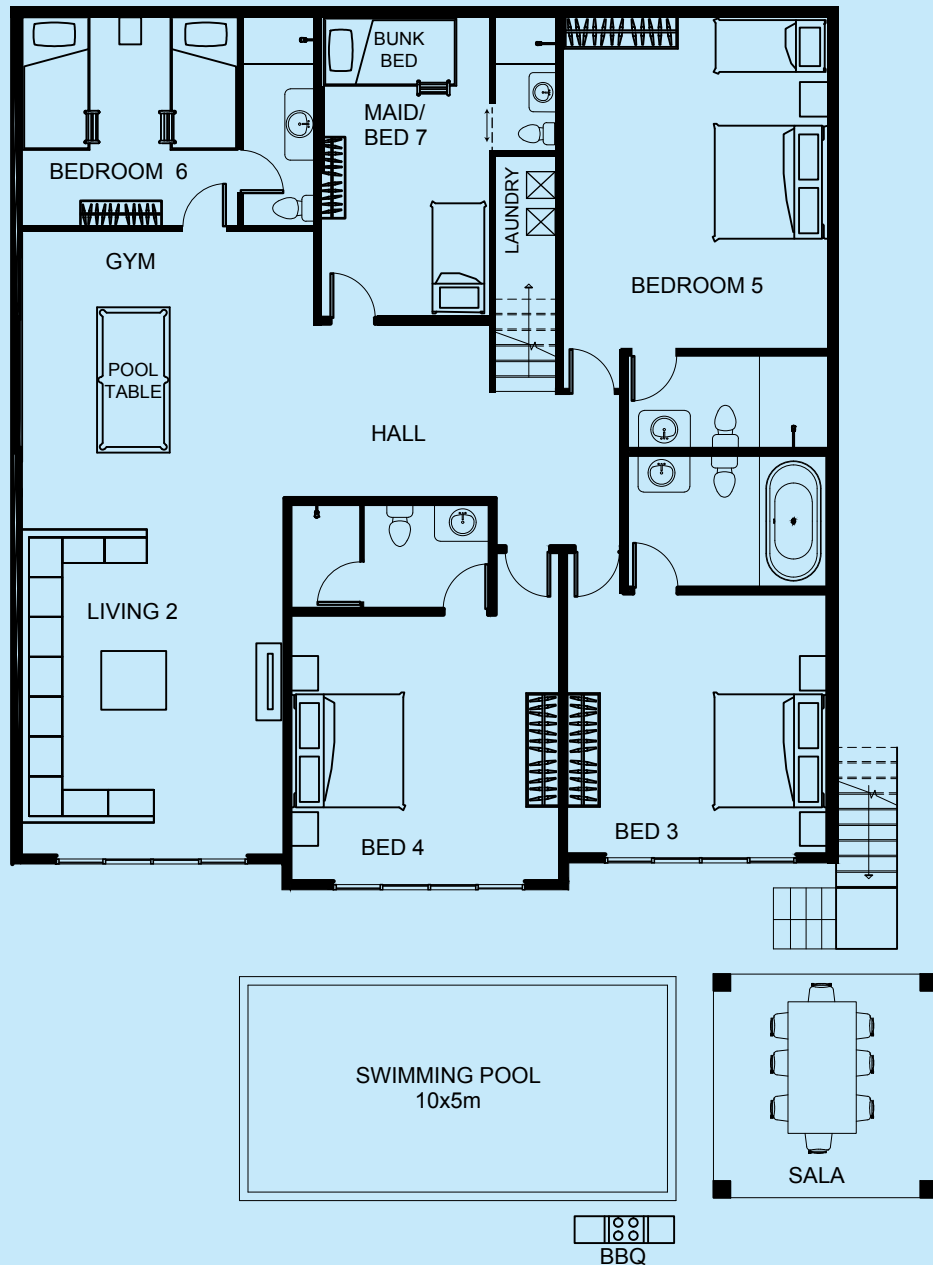 BUNK
BED
MAID/
BED 7
BEDROOM 6
LAUNDRY
GYM
BEDROOM 5
POOL
TABLE
HALL
LIVING 2
BED 4
BED 3
SWIMMING POOL
10x5m
SALA
BBQ